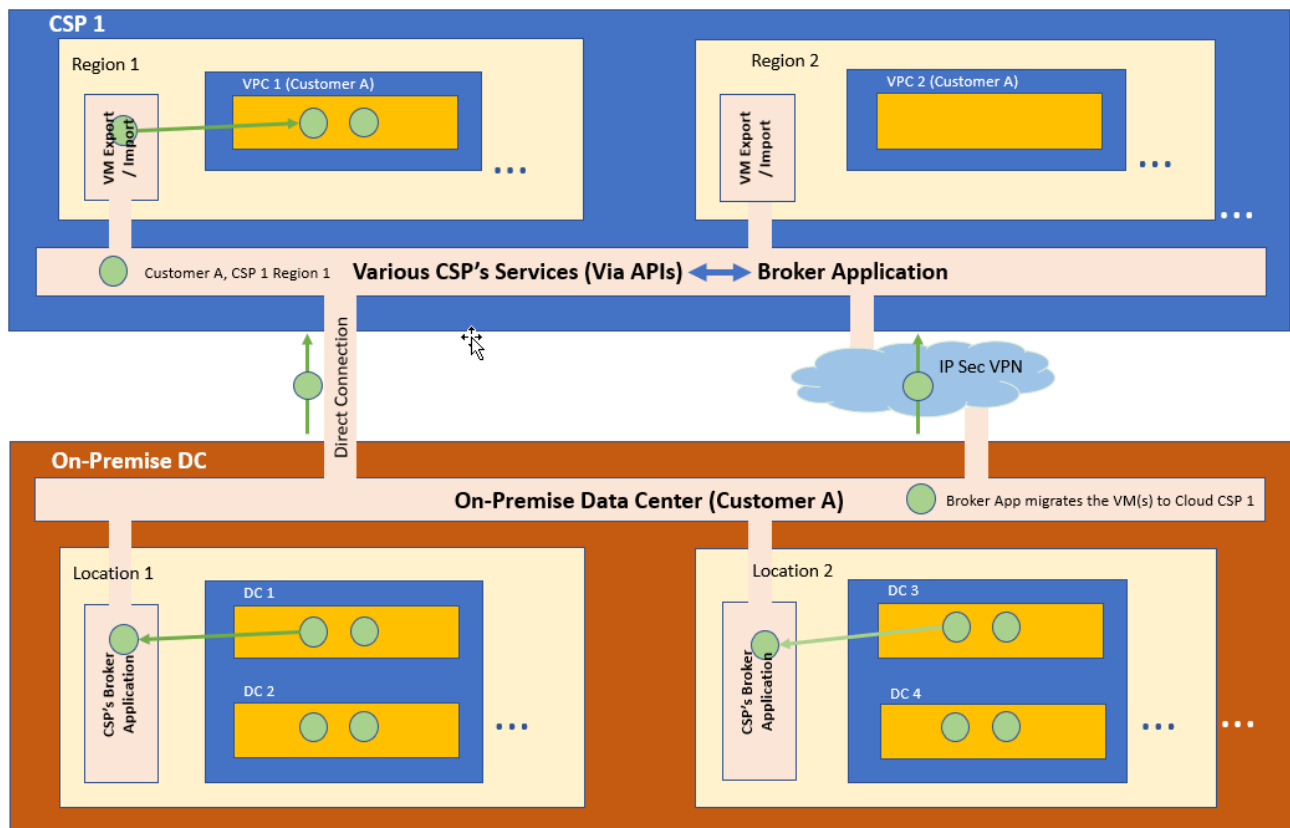 CSP 1
Region 1
VPC 1 (Customer A)
VM Export
/ Import
...
Region 2
VPC 2 (Customer A)
VM Export
/ Import
...
...
Customer A, CSP 1 Region 1
Various CSP's Services (Via APIs)
Broker Application
Direct Connection
IP Sec VPN
On-Premise DC
On-Premise Data Center (Customer A)
Broker App migrates the VM(s) to Cloud CSP 1
Location 1
DC 1
CSP's Broker
Application
DC 2
...
Location 2
DC 3
CSP's Broker
Application
DC 4
...
...